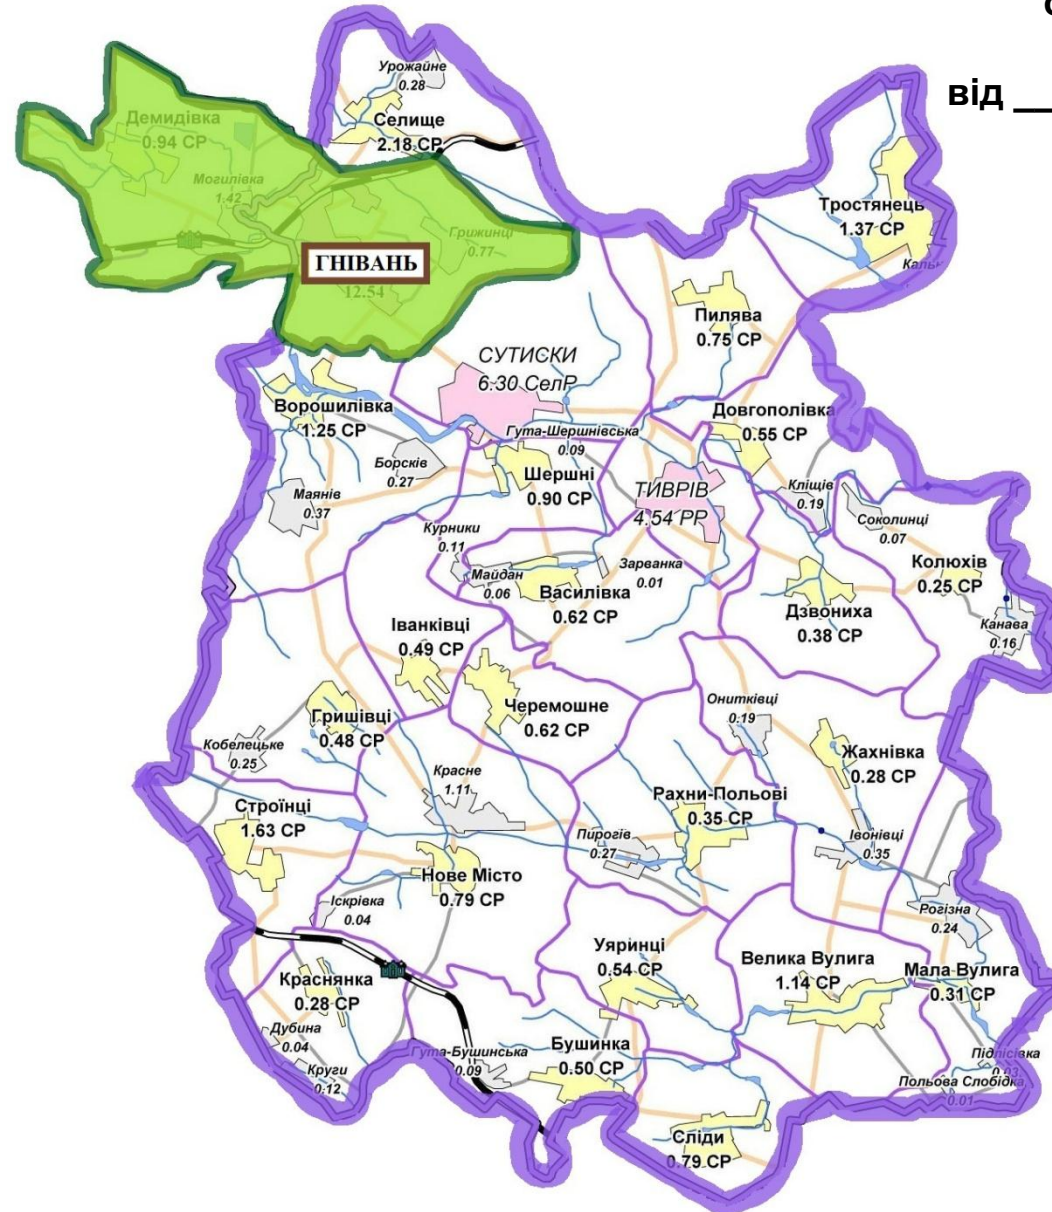 від __
Урожайне
0.28
Селище
2.18 СР
Демидівка
0.94 СР
Могилівка
1.42
Грижинці
0.77
ГНІВАНЬ
12.54
Тростянець
1.37 СР
Пилява
0.75 СР
СУТИСКИ
6.30 СелР
Ворошилівка
1.25 СР
Гута-Шершнівська
0.09
Довгополівка
0.55 СР
Борсків
0.27
Шершні
0.90 СР
Маянів
0.37
ТИВРІВ
4.54 РР
Кліщів
0.19
Соколинці
0.07
Курники
0.11
Майдан
0.06
Василівка
0.62 СР
Зарванка
0.01
Колюхів
0.25 СР
Дзвониха
0.38 СР
Канава
0.16
Іванківці
0.49 СР
Черемошне
0.62 СР
Гришівці
0.48 СР
Кобелецьке
0.25
Онитківці
0.19
Жахнівка
0.28 СР
Красне
1.11
Строїнці
1.63 СР
Рахни-Польові
0.35 СР
Пирогів
0.27
Івонівці
0.35
Нове Місто
0.79 СР
Іскрівка
0.04
Рогізна
0.24
Уяринці
0.54 СР
Велика Вулига
1.14 СР
Мала Вулига
0.31 СР
Краснянка
0.28 СР
Дубина
0.04
Круги
0.12
Гута-Бушинська
0.09
Бушинка
0.50 СР
Підлісівка
0.03
Польова Слобідка
0.01
Сліди
0.79 СР